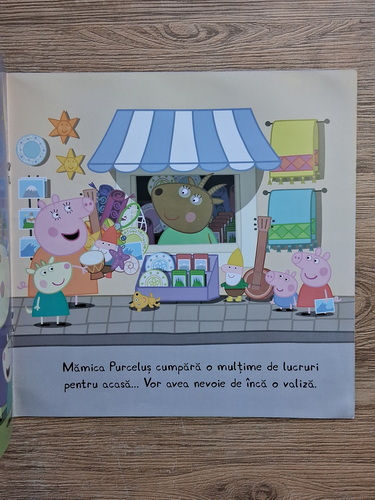 Mămica Purceluș cumpără o mulțime de lucruri
pentru acasă... Vor avea nevoie de încă o valiză.